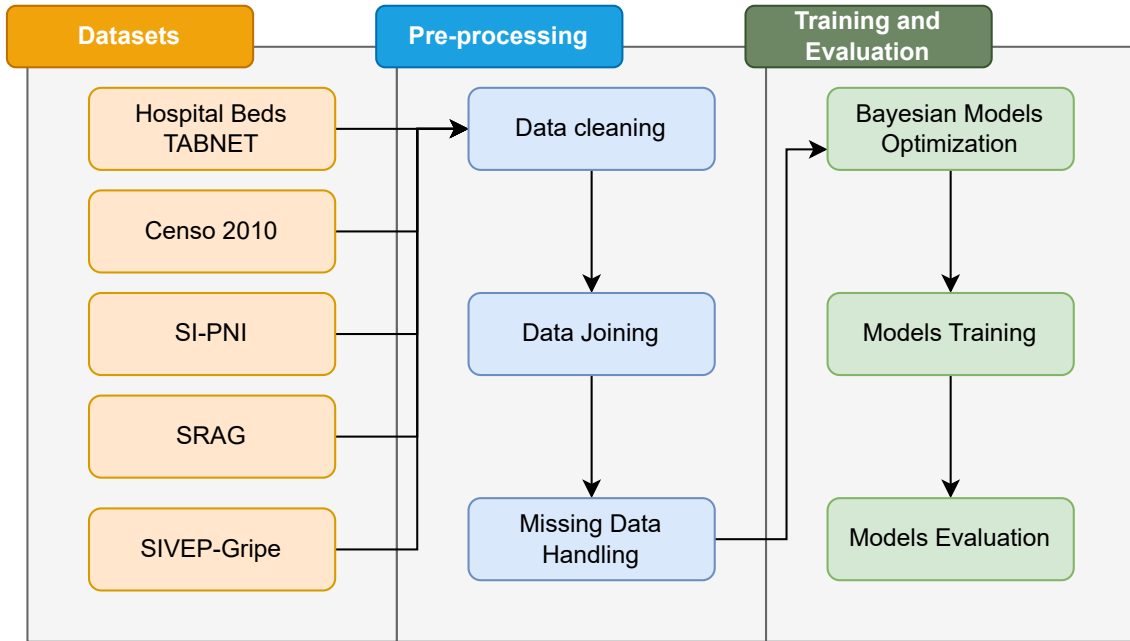 Datasets
Hospital Beds
TABNET
Censo 2010
SI-PNI
SRAG
SIVEP-Gripe
Pre-processing
Data cleaning
Data Joining
Missing Data
Handling
Training and
Evaluation
Bayesian Models
Optimization
Models Training
Models Evaluation